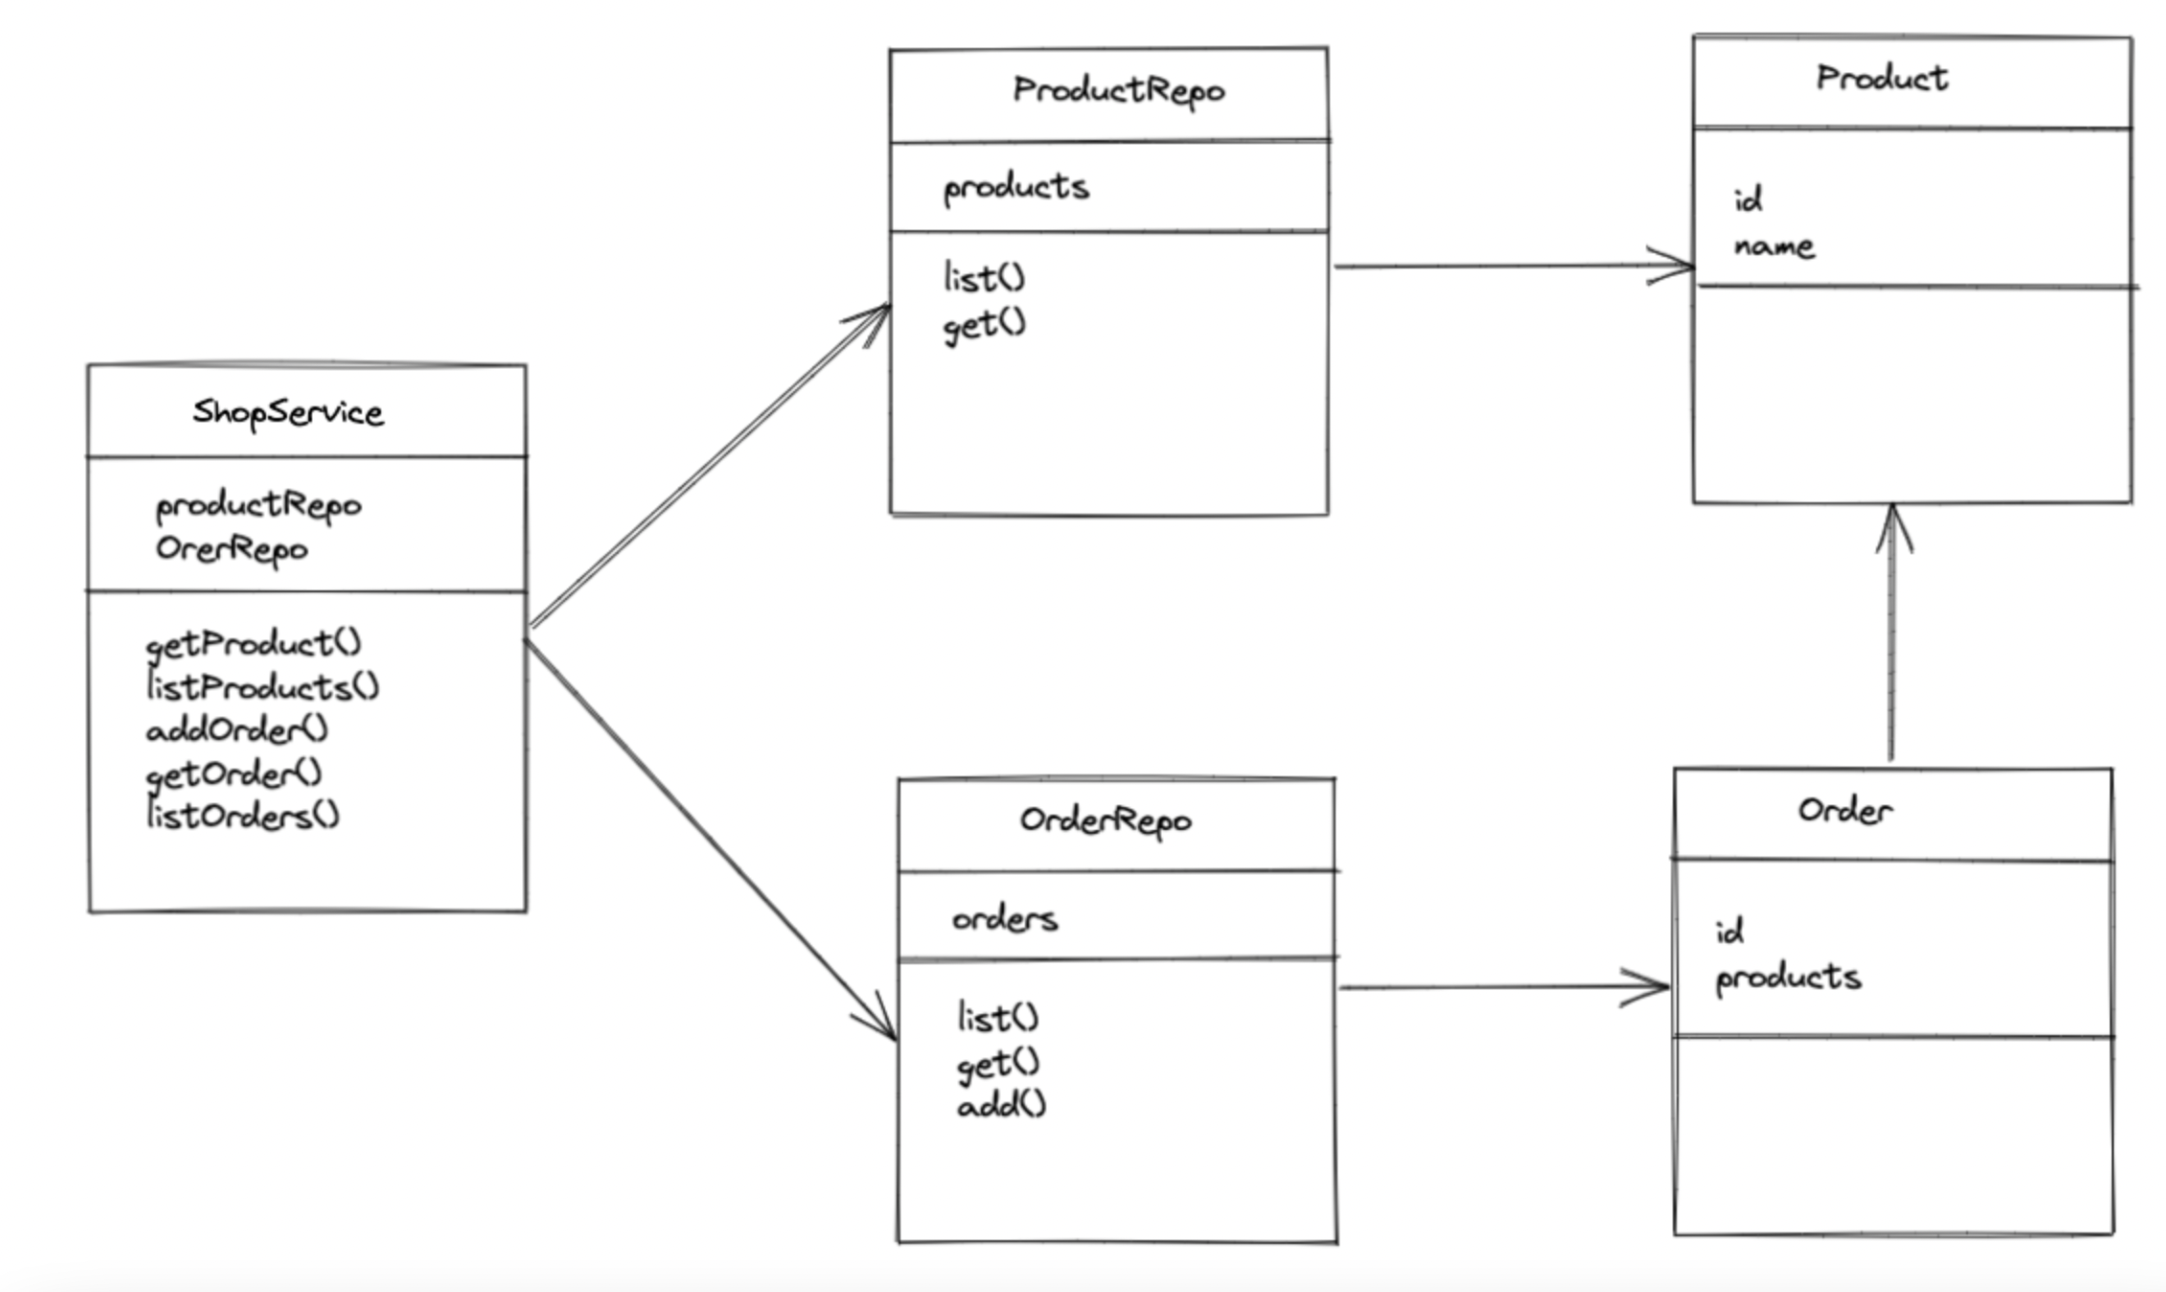 ShopService
productRepo
OrerRepo
getProduct()
listProducts()
addOrder()
getOrder()
listOrders()
ProductRepo
products
list()
get()
Product
id
name
OrderRepo
orders
list()
get()
add()
Order
id
products